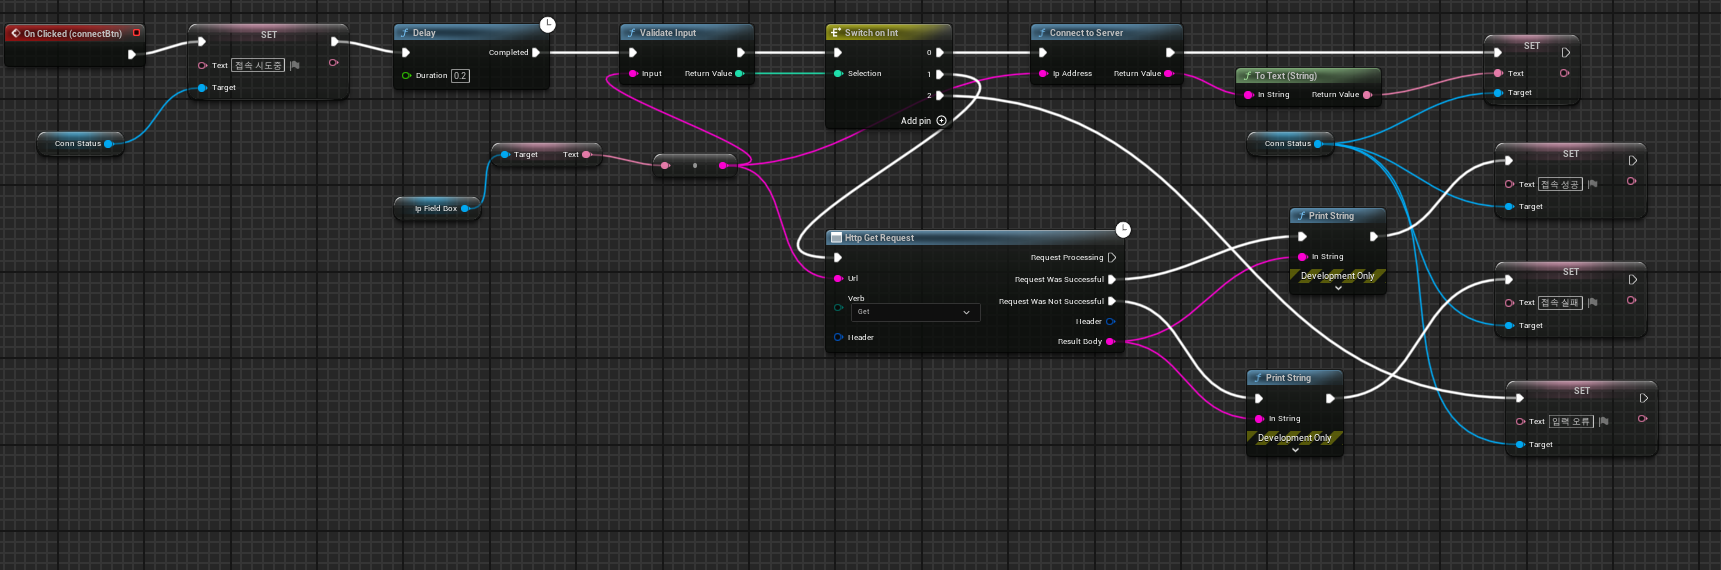 On Clicked (connectBtn)
SET
Text 접속 시도중
Target
Conn Status
Delay
Completed
Duration 0.2
Target Text
Ip Field Box
Validate Input
Input Return Value
Switch on Int
0
Selection 1
2
Add pin
Connect to Server
Ip Address Return Value
To Text (String)
In String Return Value
SET
Text
Target
Conn Status
SET
Text 접속 성공
Target
Http Get Request
Request Processing
Url Request Was Successful
Verb Request Was Not Successful
Get
Header
Header
Result Body
Print String
In String
Development Only
SET
Text 접속 실패
Target
Print String
In String
Development Only
SET
Text 입력 오류
Target